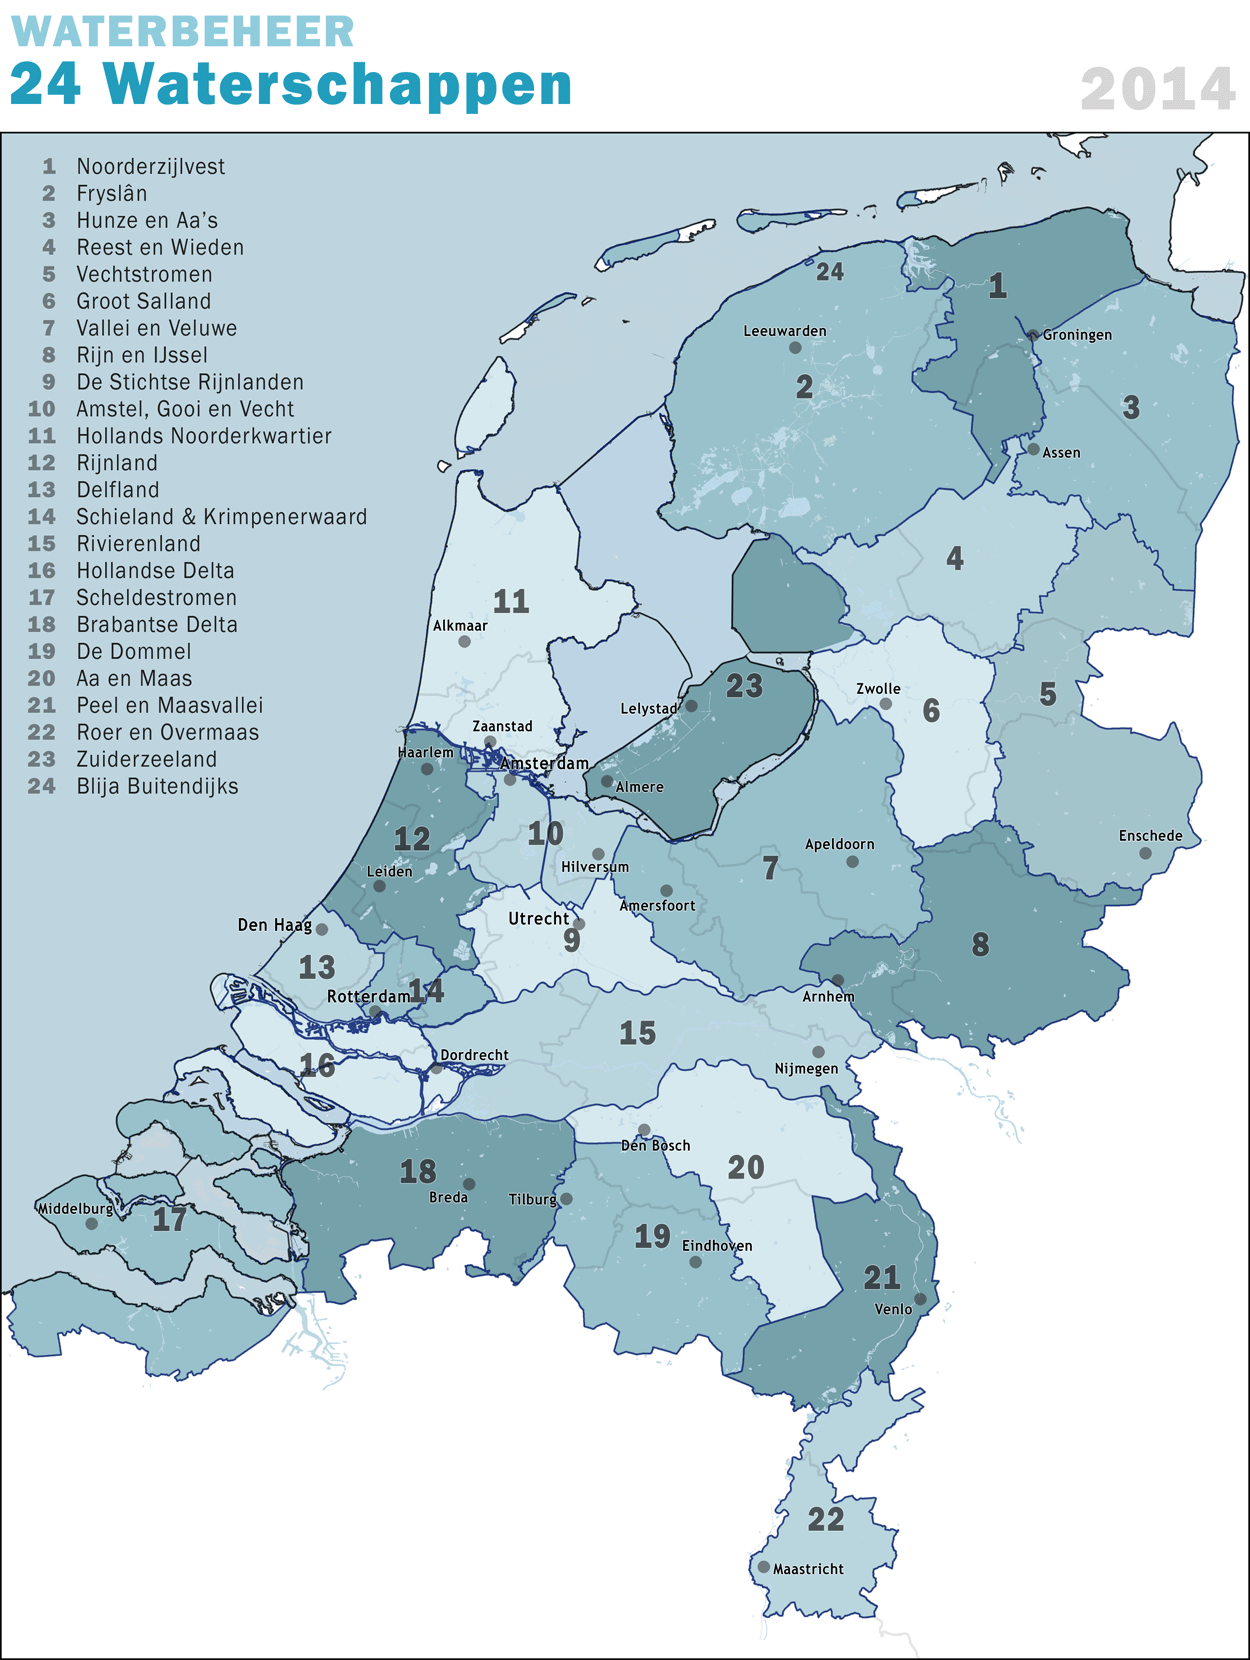 WATERBEHEER
24 Waterschappen
2014
1 Noorderzijlvest
2 Fryslân
3 Hunze en Aa's
4 Reest en Wieden
5 Vechtstromen
6 Groot Salland
7 Vallei en Veluwe
8 Rijn en IJssel
9 De Stichtse Rijnlanden
10 Amstel, Gooi en Vecht
11 Hollands Noorderkwartier
12 Rijnland
13 Delfland
14 Schieland & Krimpenerwaard
15 Rivierenland
16 Hollandse Delta
17 Scheldestromen
18 Brabantse Delta
19 De Dommel
20 Aa en Maas
21 Peel en Maasvallei
22 Roer en Overmaas
23 Zuiderzeeland
24 Blija Buitendijks
24
1
Leeuwarden
Groningen
2
3
Assen
4
11
Alkmaar
23
Zwolle
5
Lelystad
6
Zaanstad
Haarlem
Amsterdam
Almere
10
12
Enschede
Apeldoorn
Hilversum
7
Leiden
Amersfoort
Utrecht
Den Haag
9
8
13
14
Rotterdam
Arnhem
15
Dordrecht
16
Nijmegen
Den Bosch
20
18
Breda
Tilburg
Middelburg
17
19
Eindhoven
21
Venlo
22
Maastricht